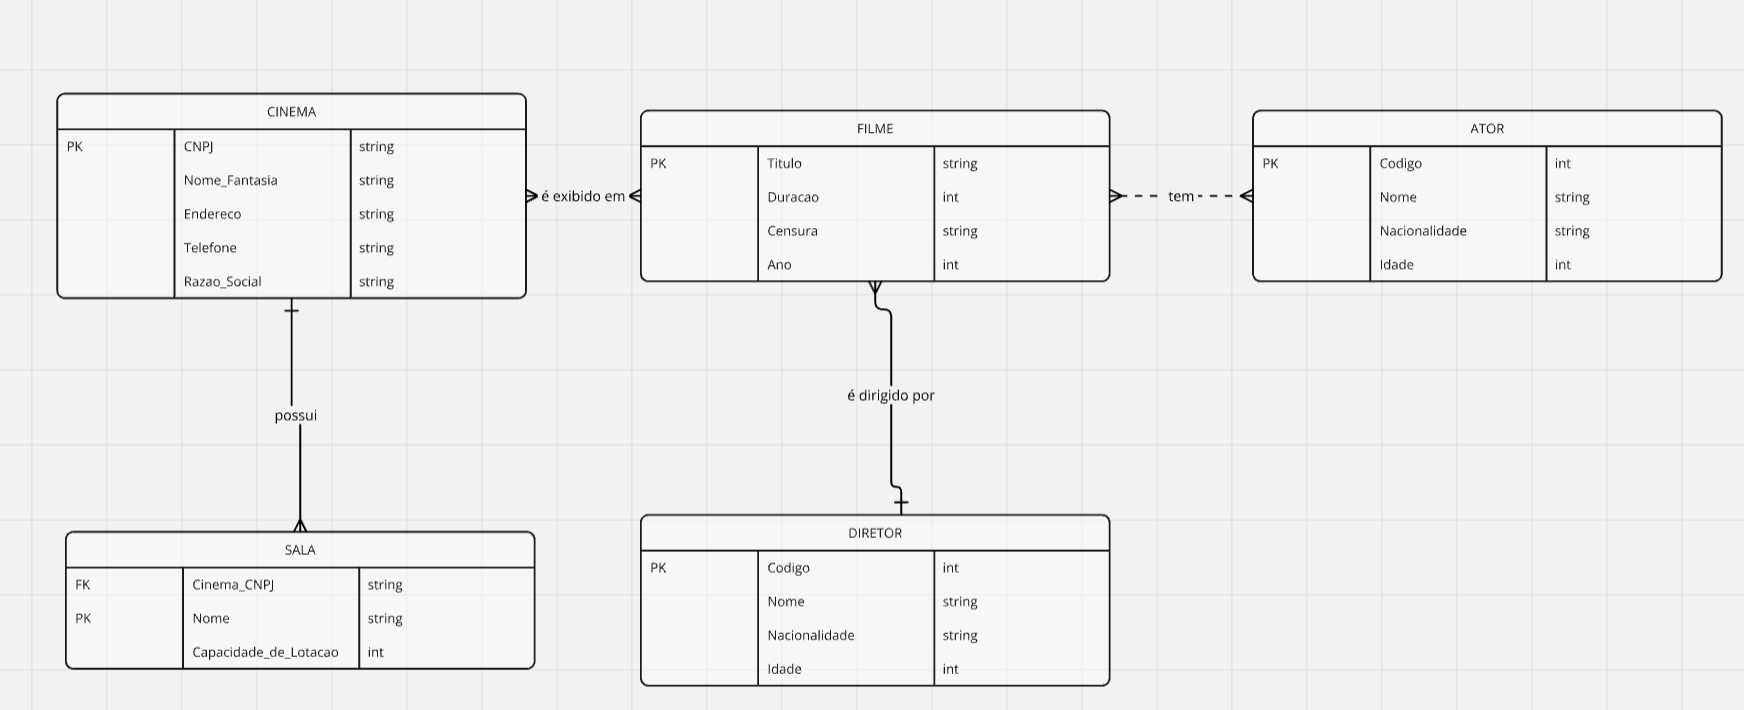 CINEMA
PK CNPJ string
Nome_Fantasia string
Endereco string
Telefone string
Razao_Social string
é exibido em
FILME
PK Titulo string
Duracao int
Censura string
Ano int
tem
ATOR
PK Codigo int
Nome string
Nacionalidade string
Idade int
possui
é dirigido por
SALA
FK Cinema_CNPJ string
PK Nome string
Capacidade_de_Lotacao int
DIRETOR
PK Codigo int
Nome string
Nacionalidade string
Idade int